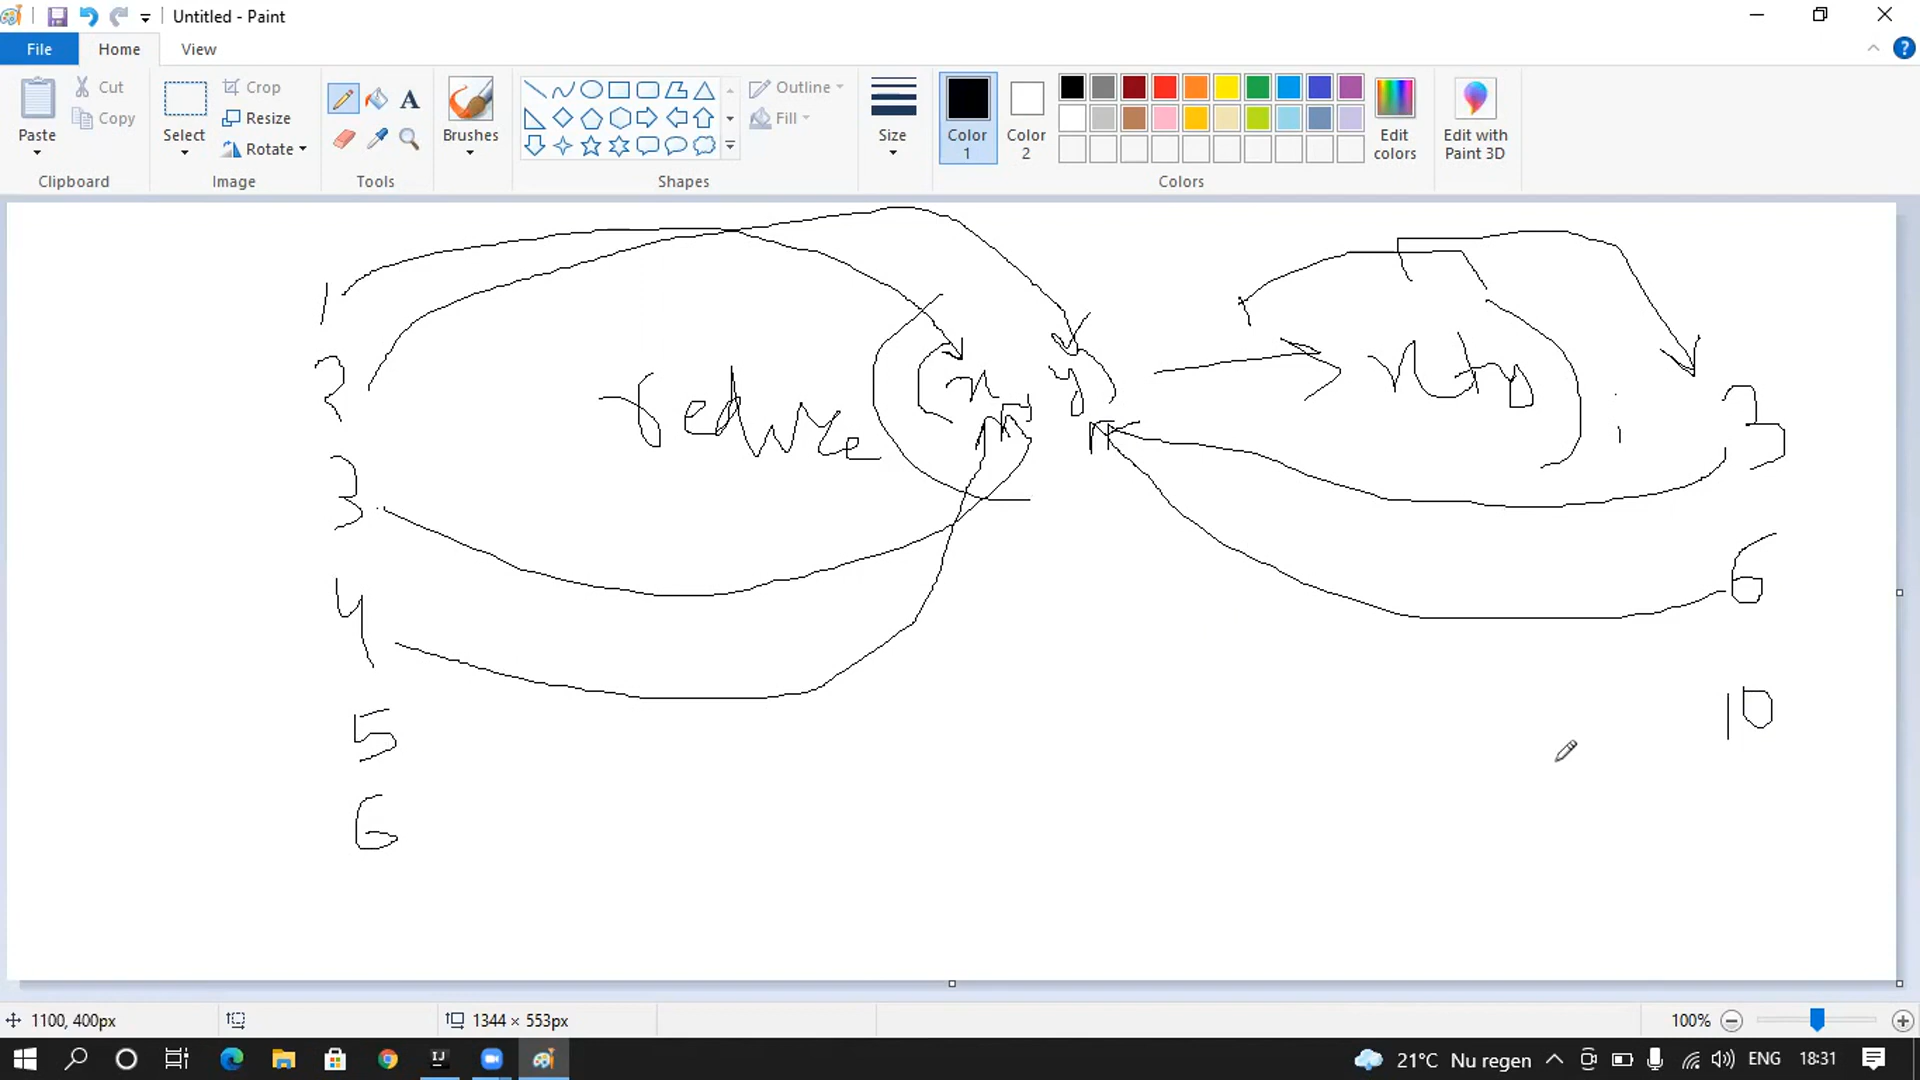 Untitled - Paint
File
Home
View
Paste
Cut
Copy
Clipboard
Select
Crop
Resize
Rotate
Image
Tools
Brushes
Shapes
Outline
Fill
Size
Color 1
Color 2
Edit colors
Edit with Paint 3D
Colors
1
2
3
4
5
6
reduce
3
6
10
1100, 400px
1344 × 553px
100%
21°C Nu regen
ENG
18:31